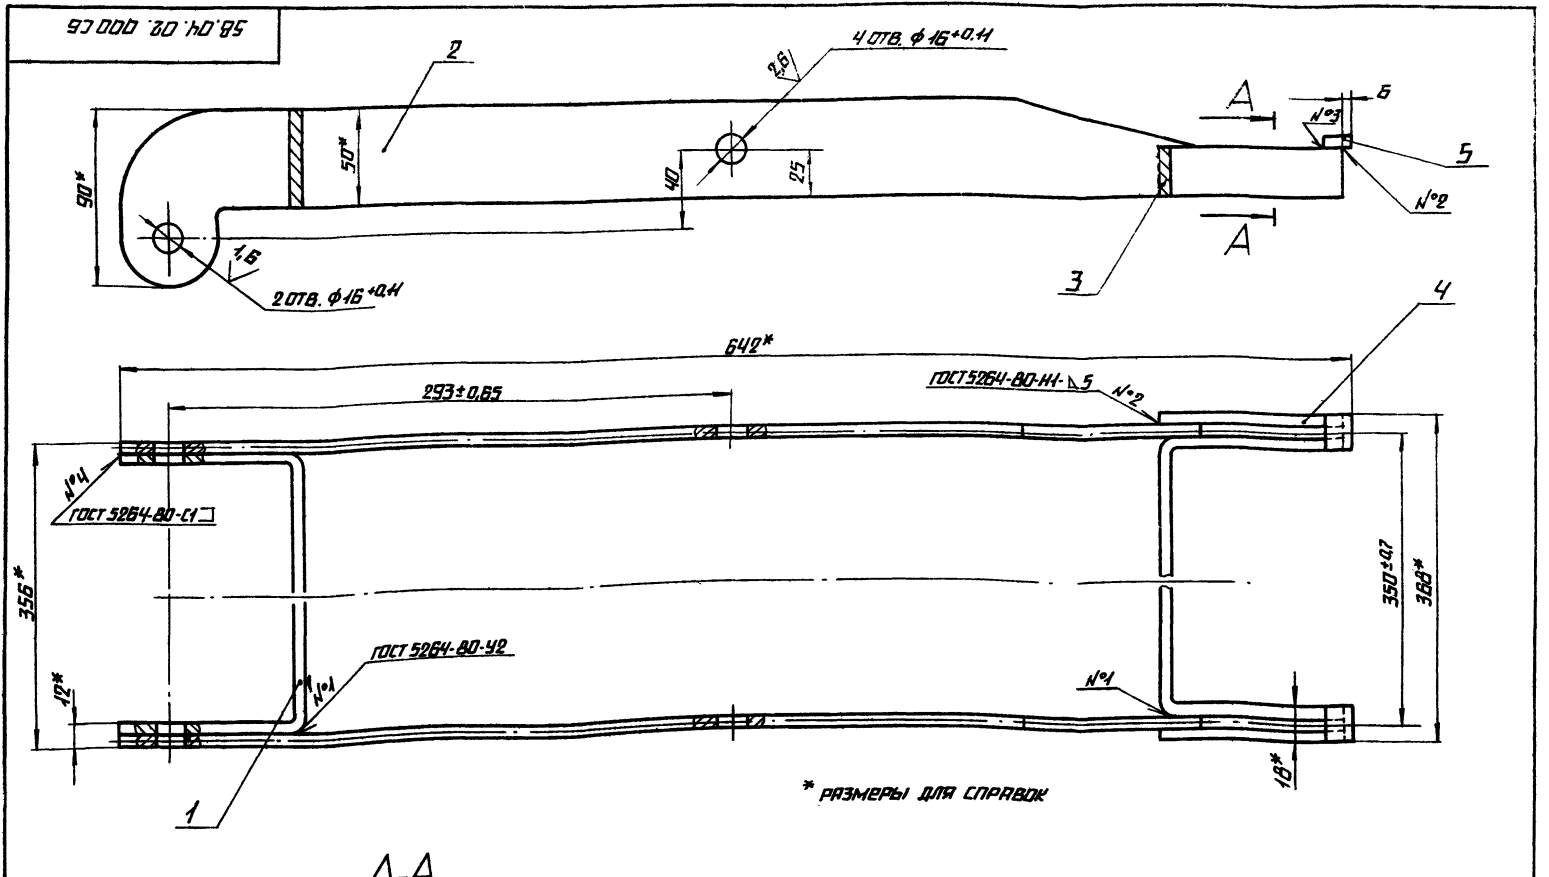 58.04.02.000 СБ
2
4 ОТВ. ϕ16+0,11
2,6
А
6
№3
5
90*
50*
40
25
№2
1,6
А
2 ОТВ. ϕ16+0,11
3
4
642*
293±0,65
ГОСТ 5264-80-Н1-◺5
№2
№4
ГОСТ 5264-80-С1
356*
350±0,7
368*
ГОСТ 5264-80-У2
12*
№1
№1
18*
1
* РАЗМЕРЫ ДЛЯ СПРАВОК
А-А